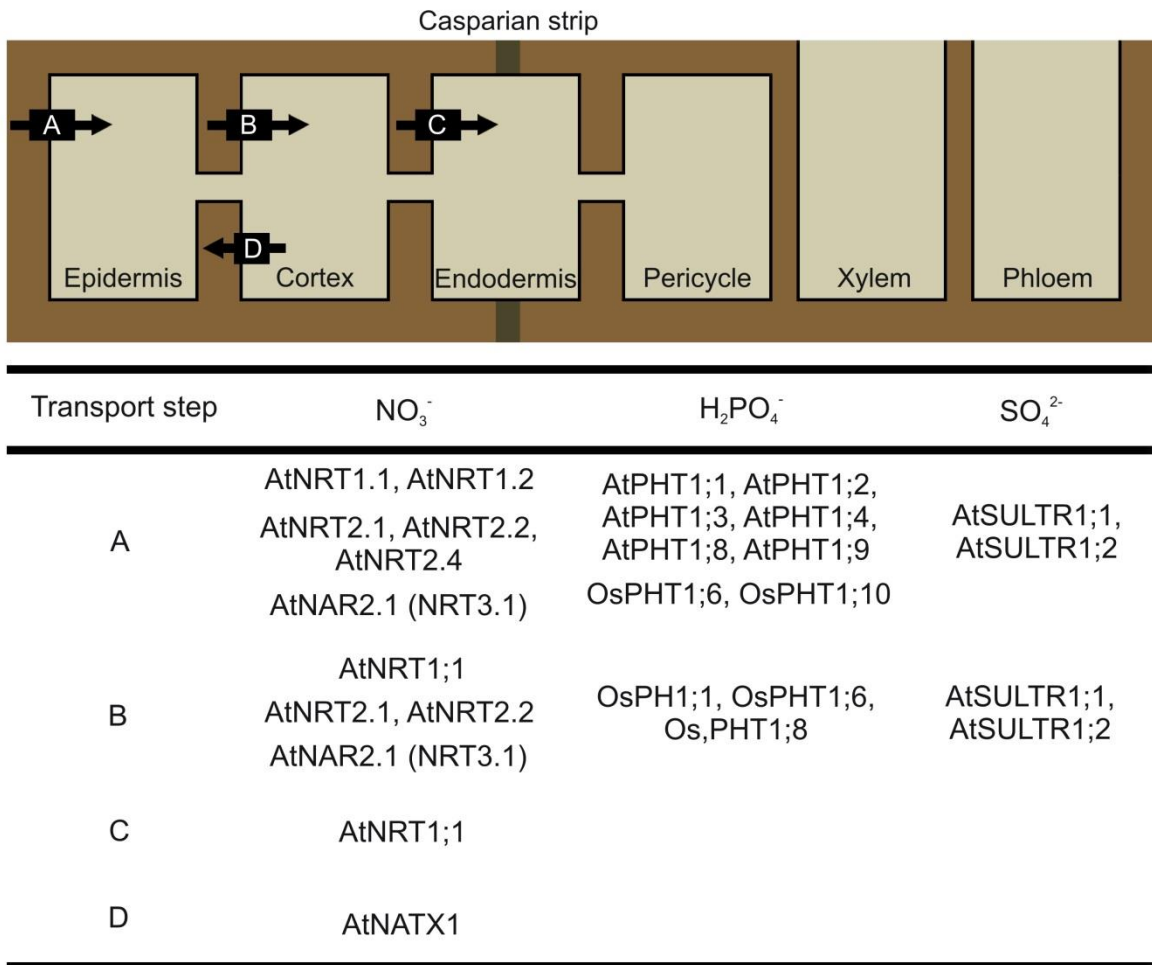 Casparian strip
A B C
D
Epidermis Cortex Endodermis Pericycle Xylem Phloem
Transport step NO₃⁻ H₂PO₄⁻ SO₄²⁻
A
AtNRT1.1, AtNRT1.2
AtNRT2.1, AtNRT2.2,
AtNRT2.4
AtNAR2.1 (NRT3.1)
AtPHT1;1, AtPHT1;2,
AtPHT1;3, AtPHT1;4,
AtPHT1;8, AtPHT1;9
OsPHT1;6, OsPHT1;10
AtSULTR1;1,
AtSULTR1;2
B
AtNRT1;1
AtNRT2.1, AtNRT2.2
AtNAR2.1 (NRT3.1)
OsPH1;1, OsPHT1;6,
Os,PHT1;8
AtSULTR1;1,
AtSULTR1;2
C AtNRT1;1
D AtNATX1